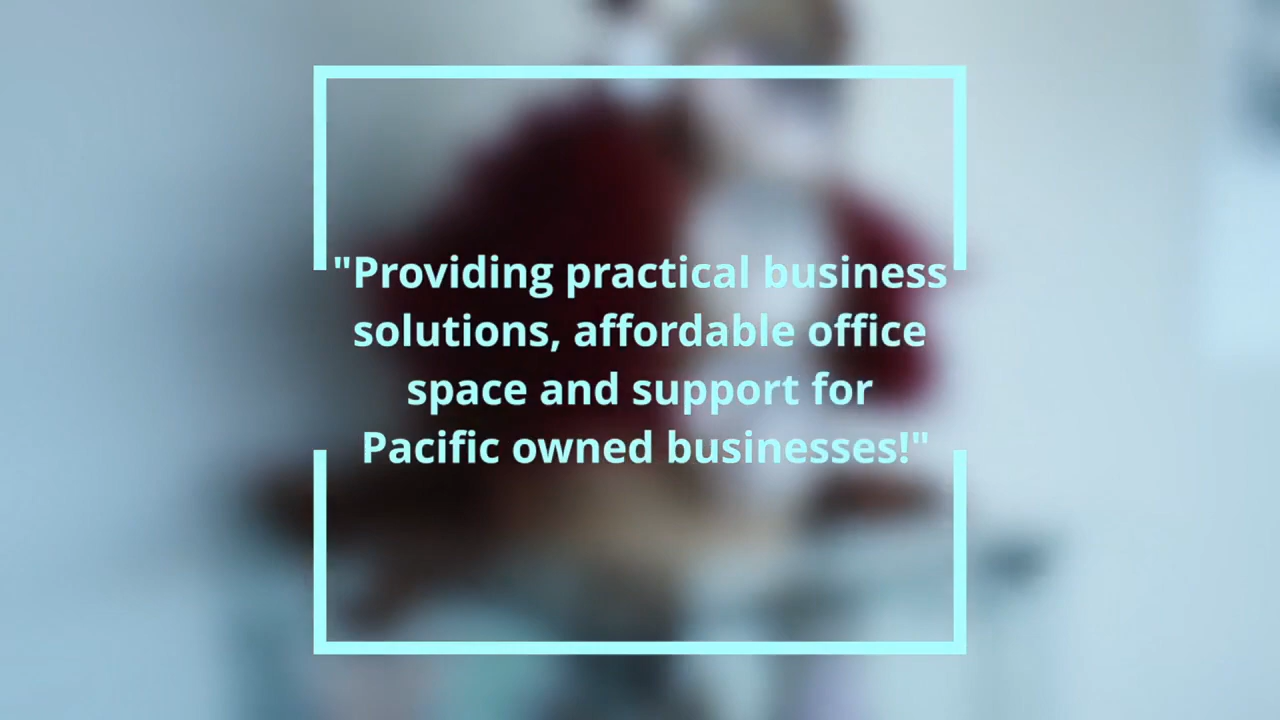 "Providing practical business
solutions, affordable office
space and support for
Pacific owned businesses!"